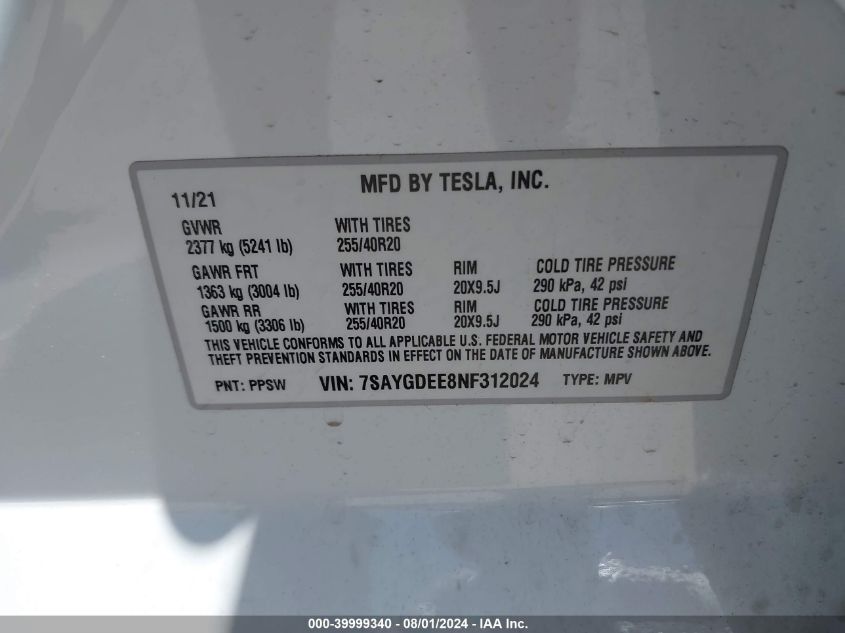 MFD BY TESLA, INC.
11/21
GVWR WITH TIRES
2377 kg (5241 lb) 255/40R20
GAWR FRT WITH TIRES RIM COLD TIRE PRESSURE
1363 kg (3004 lb) 255/40R20 20X9.5J 290 kPa, 42 psi
GAWR RR WITH TIRES RIM COLD TIRE PRESSURE
1500 kg (3306 lb) 255/40R20 20X9.5J 290 kPa, 42 psi
THIS VEHICLE CONFORMS TO ALL APPLICABLE U.S. FEDERAL MOTOR VEHICLE SAFETY AND
THEFT PREVENTION STANDARDS IN EFFECT ON THE DATE OF MANUFACTURE SHOWN ABOVE.
PNT: PPSW VIN: 7SAYGDEE8NF312024 TYPE: MPV
000-39999340 - 08/01/2024 - IAA Inc.